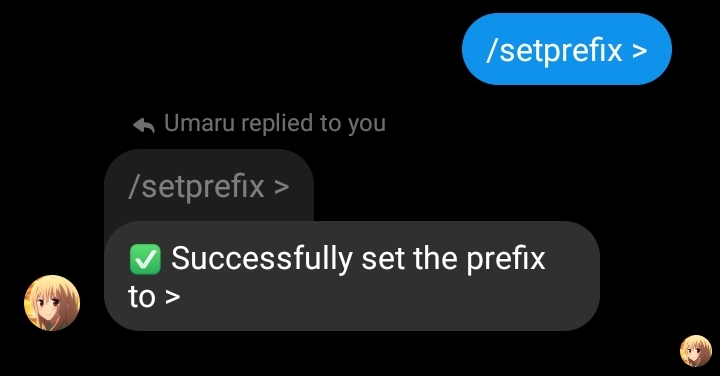 /setprefix >
Umaru replied to you
/setprefix >
✅ Successfully set the prefix
to >